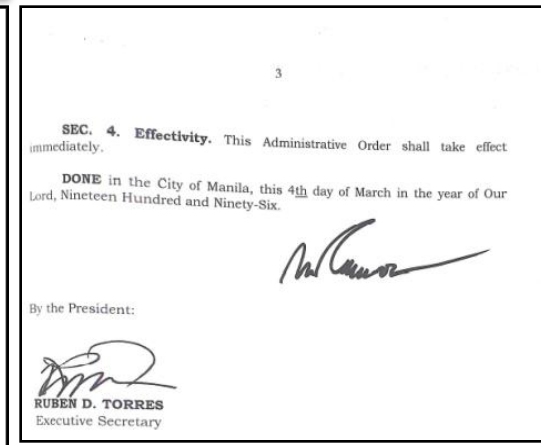 3
SEC. 4. Effectivity. This Administrative Order shall take effect
immediately.
DONE in the City of Manila, this 4th day of March in the year of Our
Lord, Nineteen Hundred and Ninety-Six.
By the President:
RUBEN D. TORRES
Executive Secretary